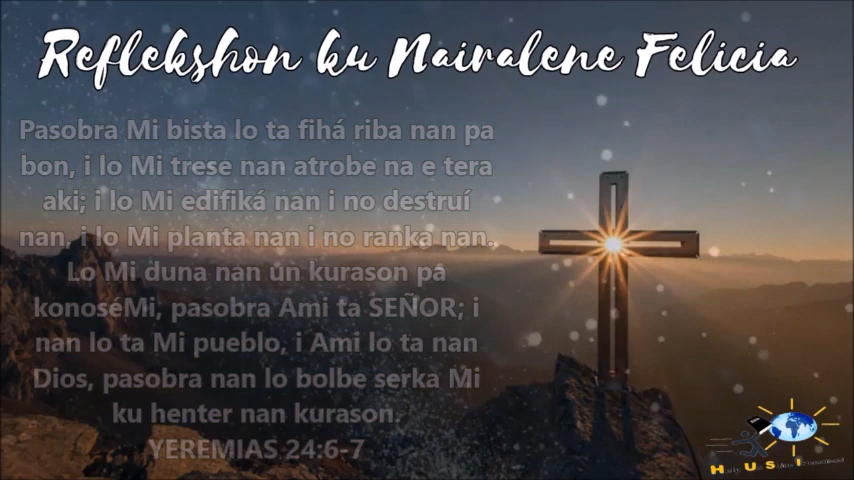 Reflekshon ku Nairalene Felicia
Pasobra Mi bista lo ta fihá riba nan pa
bon, i lo Mi trese nan atrobe na e tera
aki; i lo Mi edifiká nan i no destruí
nan, i lo Mi planta nan i no ranka nan.
Lo Mi duna nan un kurason pa
konoséMi, pasobra Ami ta SEÑOR; i
nan lo ta Mi pueblo, i Ami lo ta nan
Dios, pasobra nan lo bolbe serka Mi
ku henter nan kurason.
YEREMIAS 24:6-7
H U S I